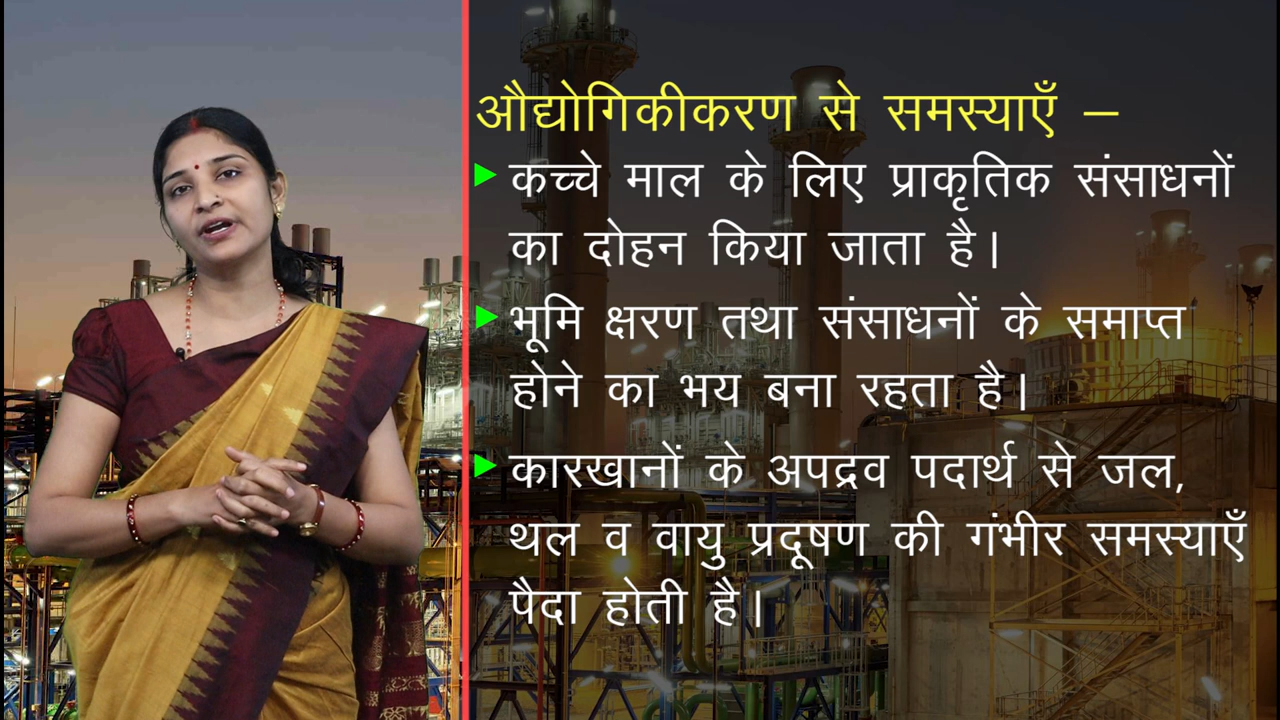 औद्योगिकीकरण से समस्याएँ –
कच्चे माल के लिए प्राकृतिक संसाधनों
का दोहन किया जाता है।
भूमि क्षरण तथा संसाधनों के समाप्त
होने का भय बना रहता है।
कारखानों के अपद्रव पदार्थ से जल,
थल व वायु प्रदूषण की गंभीर समस्याएँ
पैदा होती है।